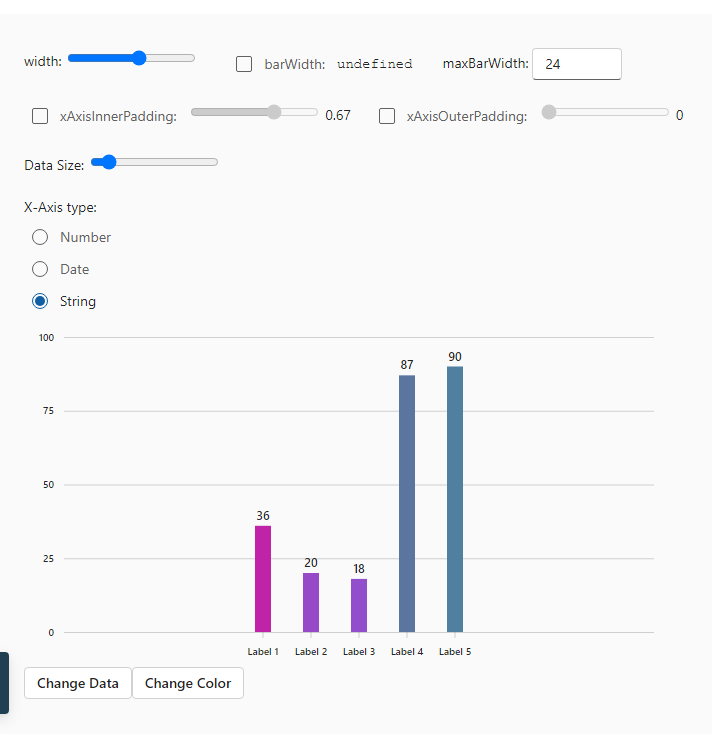 width: barWidth: undefined maxBarWidth: 24
xAxisInnerPadding: 0.67 xAxisOuterPadding: 0
Data Size:
X-Axis type:
Number
Date
String
100
87 90
75
50
36
25
20 18
0
Label 1 Label 2 Label 3 Label 4 Label 5
Change Data Change Color